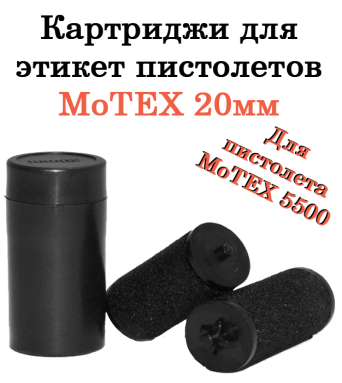 Картриджи для
этикет пистолетов
MoTEX 20мм
Для
пистолета
MoTEX 5500